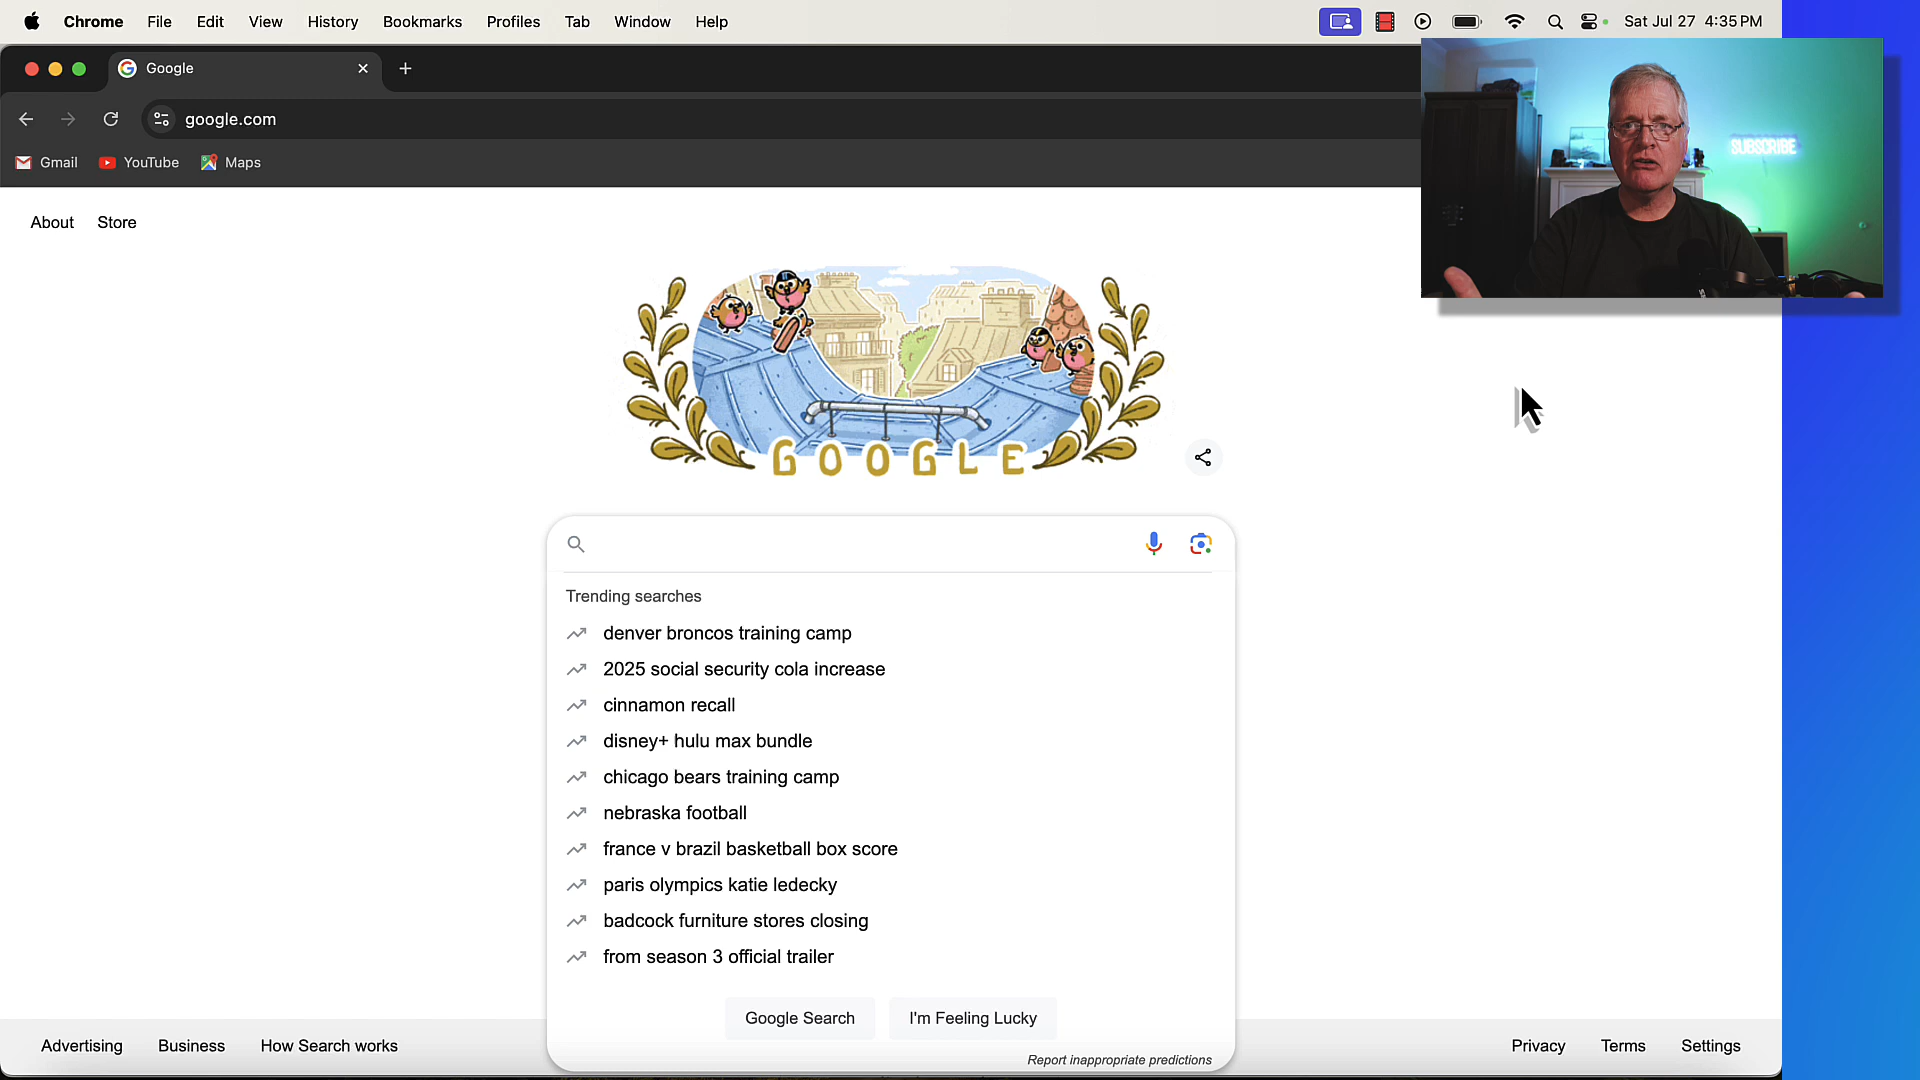 Chrome File Edit View History Bookmarks Profiles Tab Window Help Sat Jul 27 4:35 PM
Google
google.com
Gmail YouTube Maps
SUBSCRIBE
About Store
GOOGLE
Trending searches
denver broncos training camp
2025 social security cola increase
cinnamon recall
disney+ hulu max bundle
chicago bears training camp
nebraska football
france v brazil basketball box score
paris olympics katie ledecky
badcock furniture stores closing
from season 3 official trailer
Google Search I'm Feeling Lucky
Advertising Business How Search works Privacy Terms Settings
Report inappropriate predictions